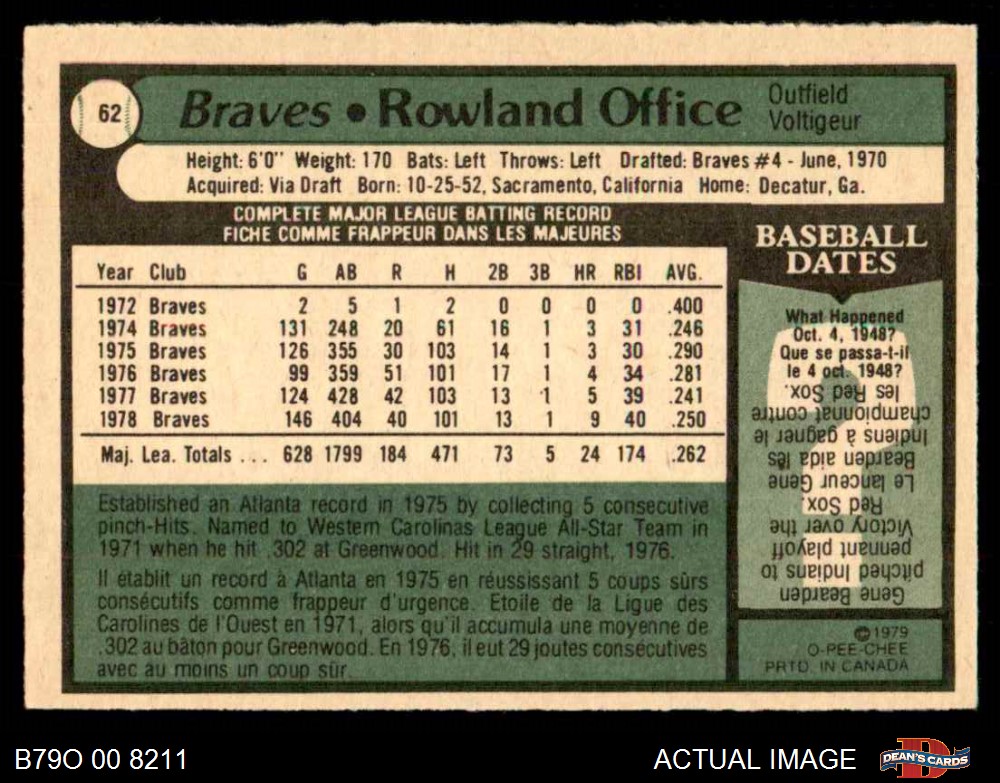 62
Braves • Rowland Office
Outfield
Voltigeur
Height: 6'0" Weight: 170 Bats: Left Throws: Left Drafted: Braves #4 - June, 1970
Acquired: Via Draft Born: 10-25-52, Sacramento, California Home: Decatur, Ga.
COMPLETE MAJOR LEAGUE BATTING RECORD
FICHE COMME FRAPPEUR DANS LES MAJEURES
Year Club G AB R H 2B 3B HR RBI AVG.
1972 Braves 2 5 1 2 0 0 0 0 .400
1974 Braves 131 248 20 61 16 1 3 31 .246
1975 Braves 126 355 30 103 14 1 3 30 .290
1976 Braves 99 359 51 101 17 1 4 34 .281
1977 Braves 124 428 42 103 13 1 5 39 .241
1978 Braves 146 404 40 101 13 1 9 40 .250
Maj. Lea. Totals ... 628 1799 184 471 73 5 24 174 .262
Established an Atlanta record in 1975 by collecting 5 consecutive
pinch-Hits. Named to Western Carolinas League All-Star Team in
1971 when he hit .302 at Greenwood. Hit in 29 straight, 1976.
Il établit un record à Atlanta en 1975 en réussissant 5 coups sûrs
consécutifs comme frappeur d'urgence. Etoile de la Ligue des
Carolines de l'Ouest en 1971, alors qu'il accumula une moyenne de
.302 au bâton pour Greenwood. En 1976, il eut 29 joutes consécutives
avec au moins un coup sûr.
BASEBALL
DATES
What Happened
Oct. 4, 1948?
Que se passa-t-il
le 4 oct. 1948?
Gene Bearden
pitched Indians to
pennant playoff
Victory over the
Red Sox.
Le lanceur Gene
Bearden aida les
Indiens à gagner le
championnat contre
les Red Sox.
©1979
O-PEE-CHEE
PRTD. IN CANADA
B79O 00 8211
ACTUAL IMAGE
D
DEAN'S CARDS